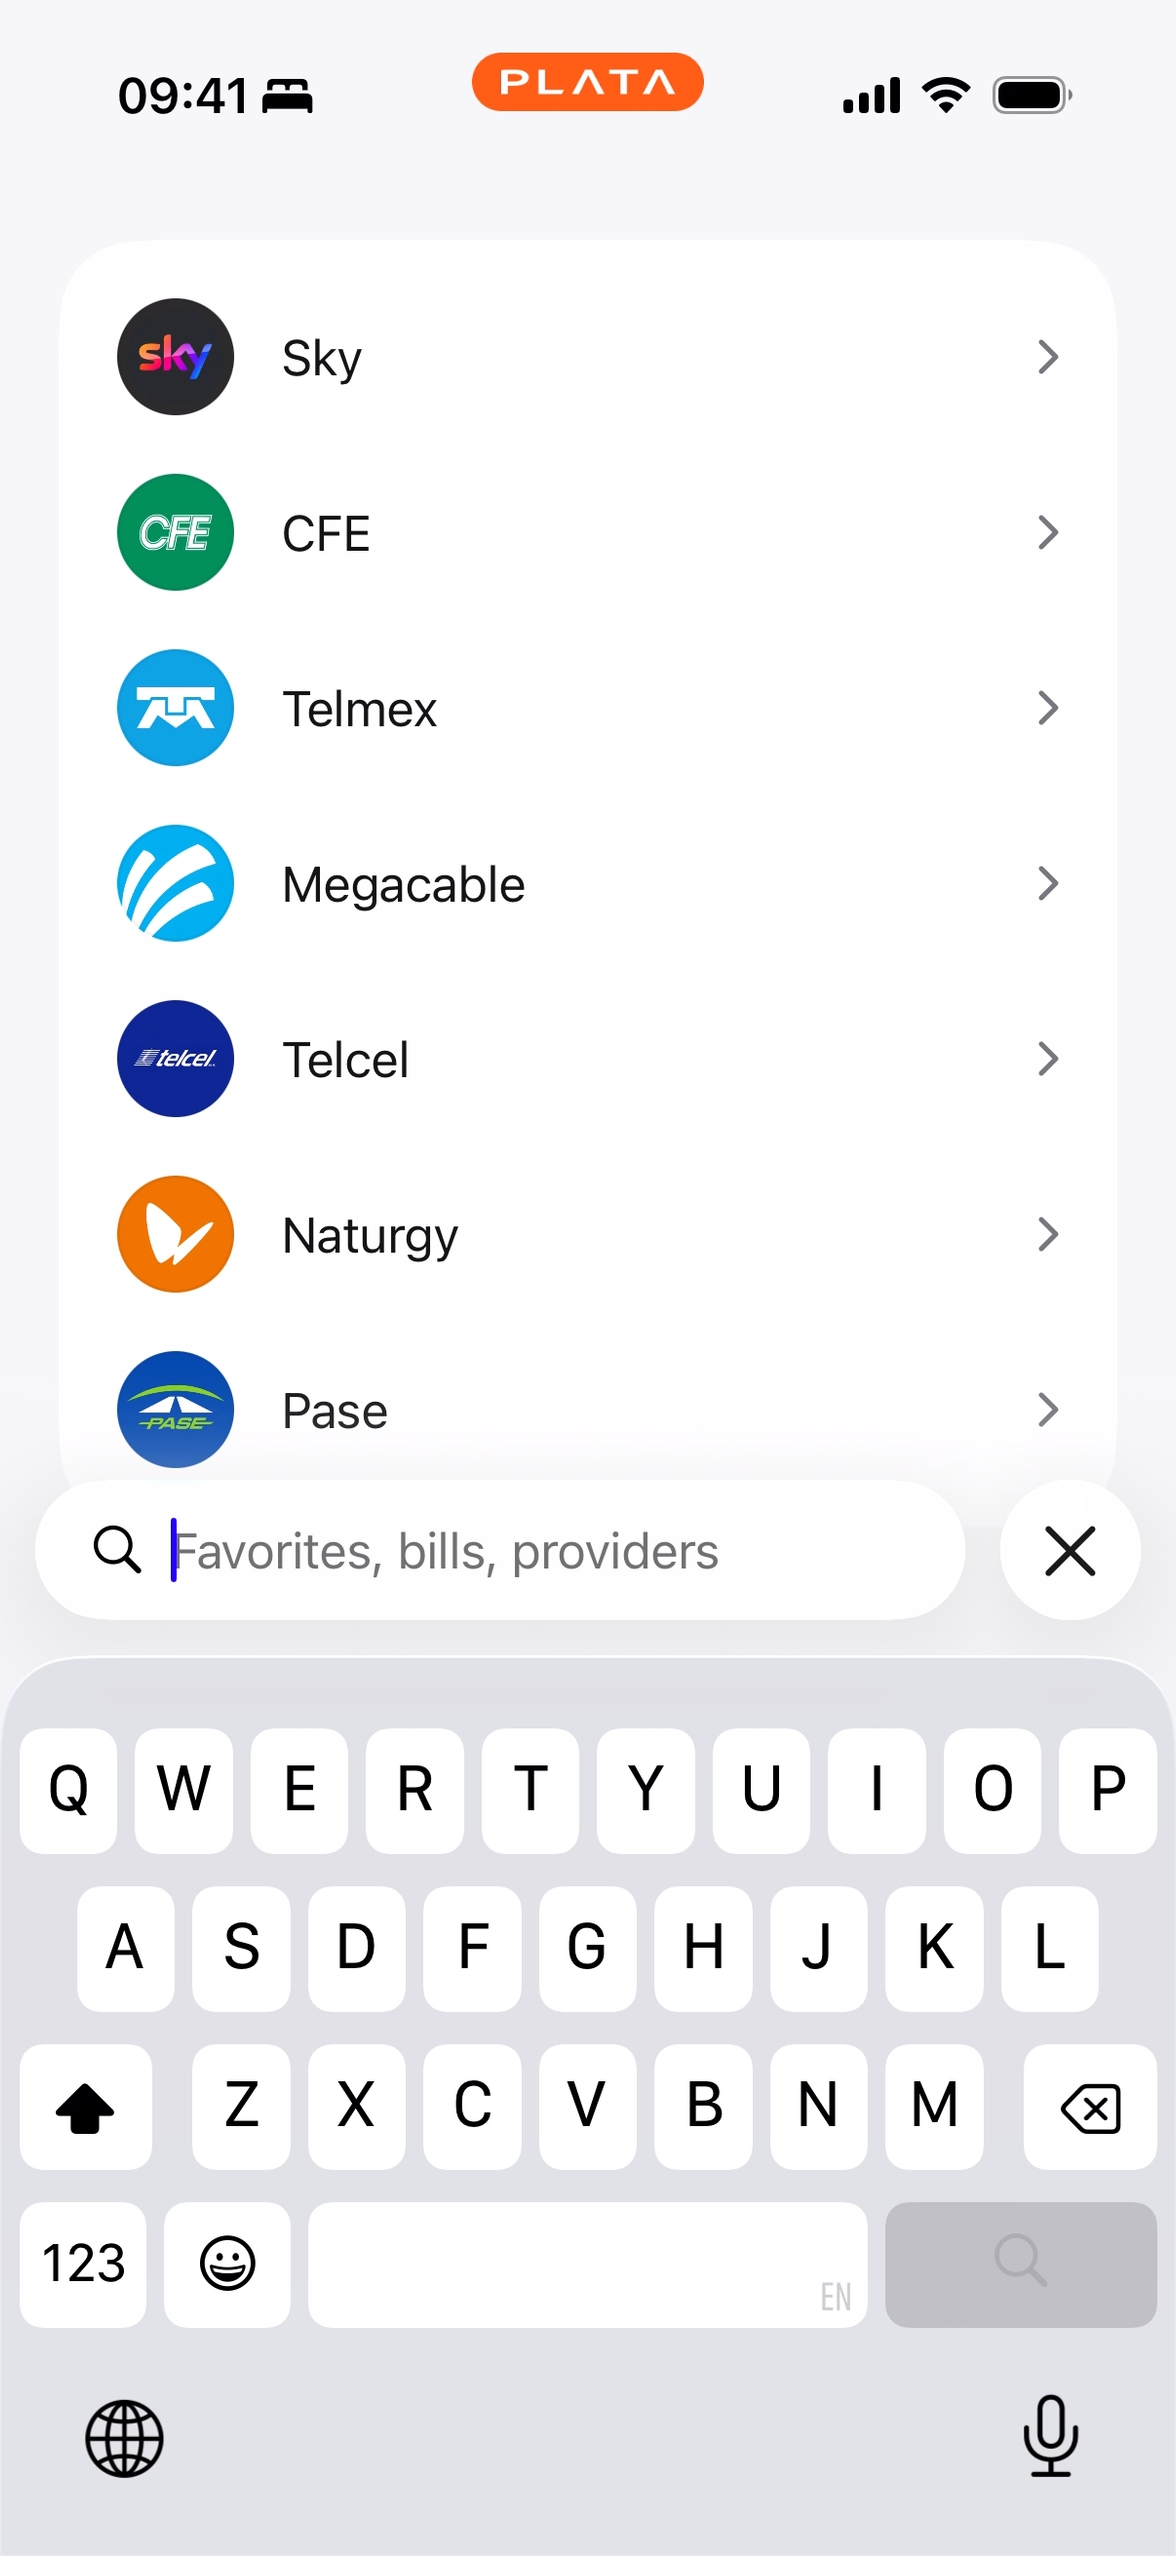 09:41
PLATA
sky
Sky
CFE
CFE
Telmex
Megacable
telcel
Telcel
Naturgy
PASE
Pase
Favorites, bills, providers
Q W E R T Y U I O P
A S D F G H J K L
Z X C V B N M
123
EN